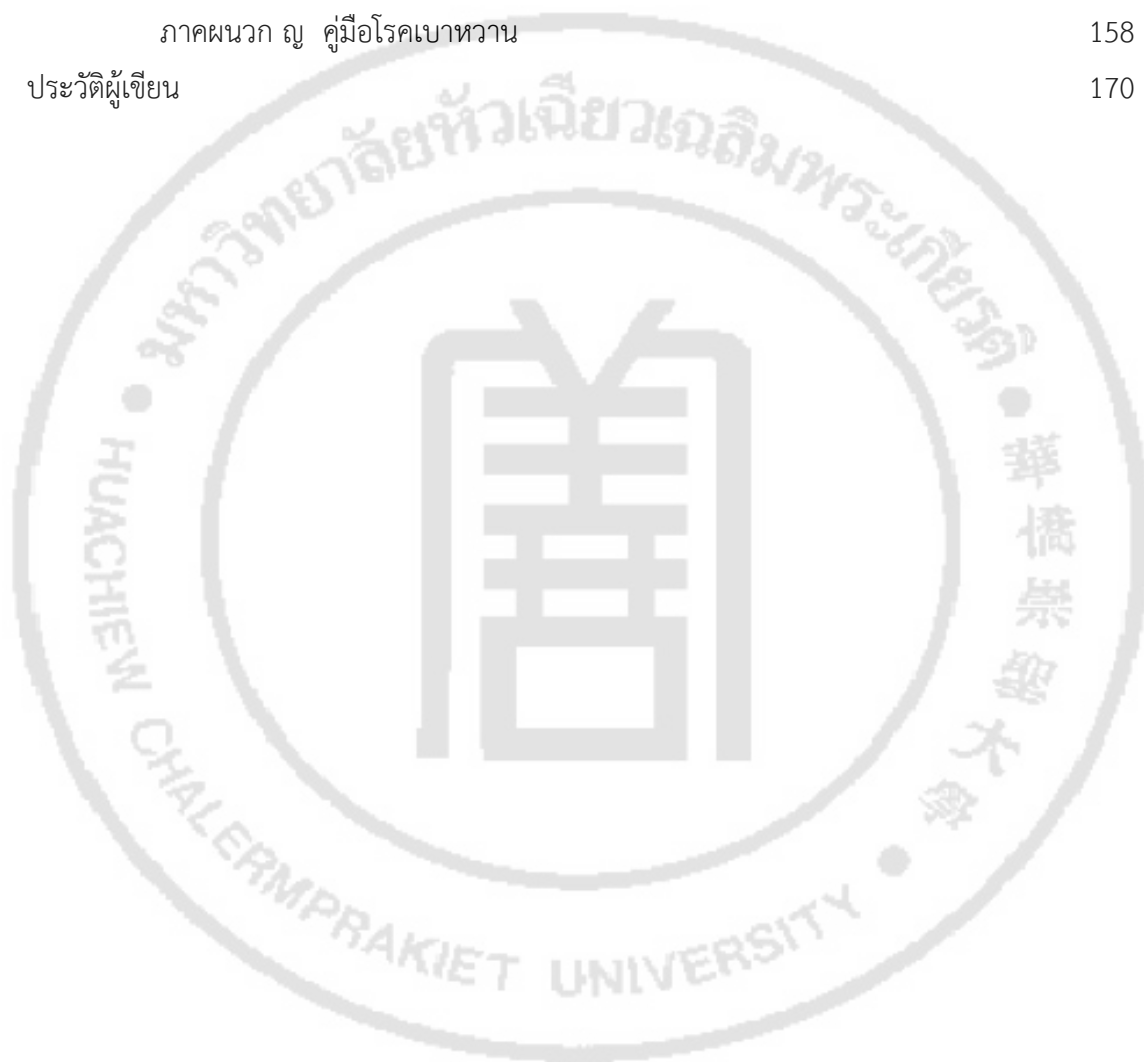 ภาคผนวก ญ คู่มือโรคเบาหวาน 158
ประวัติผู้เขียน 170
มหาวิทยาลัยหัวเฉียวเฉลิมพระเกียรติ
華僑崇聖大學
HUACHIEW CHALERMPRAKIET UNIVERSITY